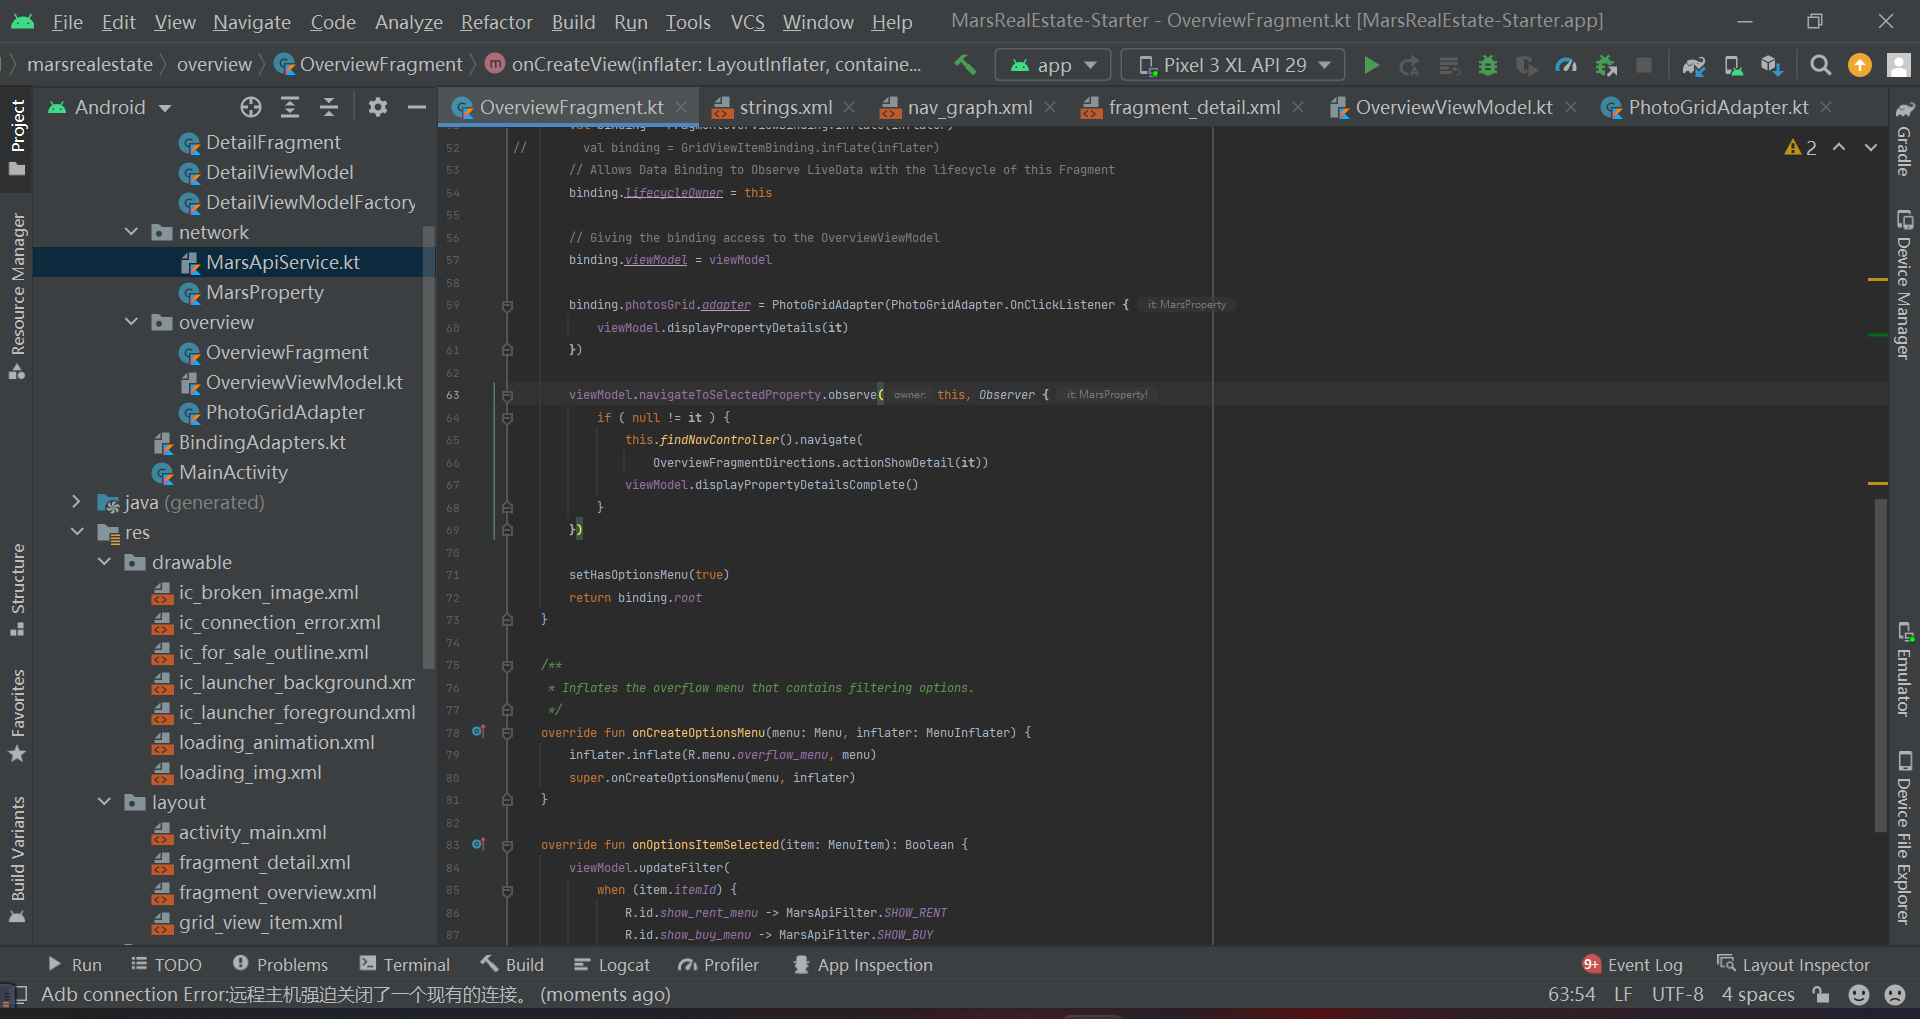 File Edit View Navigate Code Analyze Refactor Build Run Tools VCS Window Help MarsRealEstate-Starter - OverviewFragment.kt [MarsRealEstate-Starter.app]
marsrealestate overview OverviewFragment onCreateView(inflater: LayoutInflater, containe... app Pixel 3 XL API 29
Android
OverviewFragment.kt strings.xml nav_graph.xml fragment_detail.xml OverviewViewModel.kt PhotoGridAdapter.kt
Project
Resource Manager
Structure
Favorites
Build Variants
DetailFragment
DetailViewModel
DetailViewModelFactory
network
MarsApiService.kt
MarsProperty
overview
OverviewFragment
OverviewViewModel.kt
PhotoGridAdapter
BindingAdapters.kt
MainActivity
java (generated)
res
drawable
ic_broken_image.xml
ic_connection_error.xml
ic_for_sale_outline.xml
ic_launcher_background.xm
ic_launcher_foreground.xml
loading_animation.xml
loading_img.xml
layout
activity_main.xml
fragment_detail.xml
fragment_overview.xml
grid_view_item.xml
51 val binding = FragmentOverviewBinding.inflate(inflater)
52 // val binding = GridViewItemBinding.inflate(inflater)
53 // Allows Data Binding to Observe LiveData with the lifecycle of this Fragment
54 binding.lifecycleOwner = this
55
56 // Giving the binding access to the OverviewViewModel
57 binding.viewModel = viewModel
58
59 binding.photosGrid.adapter = PhotoGridAdapter(PhotoGridAdapter.OnClickListener { it: MarsProperty
60 viewModel.displayPropertyDetails(it)
61 })
62
63 viewModel.navigateToSelectedProperty.observe( owner: this, Observer { it: MarsProperty!
64 if ( null != it ) {
65 this.findNavController().navigate(
66 OverviewFragmentDirections.actionShowDetail(it))
67 viewModel.displayPropertyDetailsComplete()
68 }
69 })
70
71 setHasOptionsMenu(true)
72 return binding.root
73 }
74
75 /**
76 * Inflates the overflow menu that contains filtering options.
77 */
78 override fun onCreateOptionsMenu(menu: Menu, inflater: MenuInflater) {
79 inflater.inflate(R.menu.overflow_menu, menu)
80 super.onCreateOptionsMenu(menu, inflater)
81 }
82
83 override fun onOptionsItemSelected(item: MenuItem): Boolean {
84 viewModel.updateFilter(
85 when (item.itemId) {
86 R.id.show_rent_menu -> MarsApiFilter.SHOW_RENT
87 R.id.show_buy_menu -> MarsApiFilter.SHOW_BUY
2
Gradle
Device Manager
Emulator
Device File Explorer
Run TODO Problems Terminal Build Logcat Profiler App Inspection 9+ Event Log Layout Inspector
Adb connection Error:远程主机强迫关闭了一个现有的连接。 (moments ago) 63:54 LF UTF-8 4 spaces